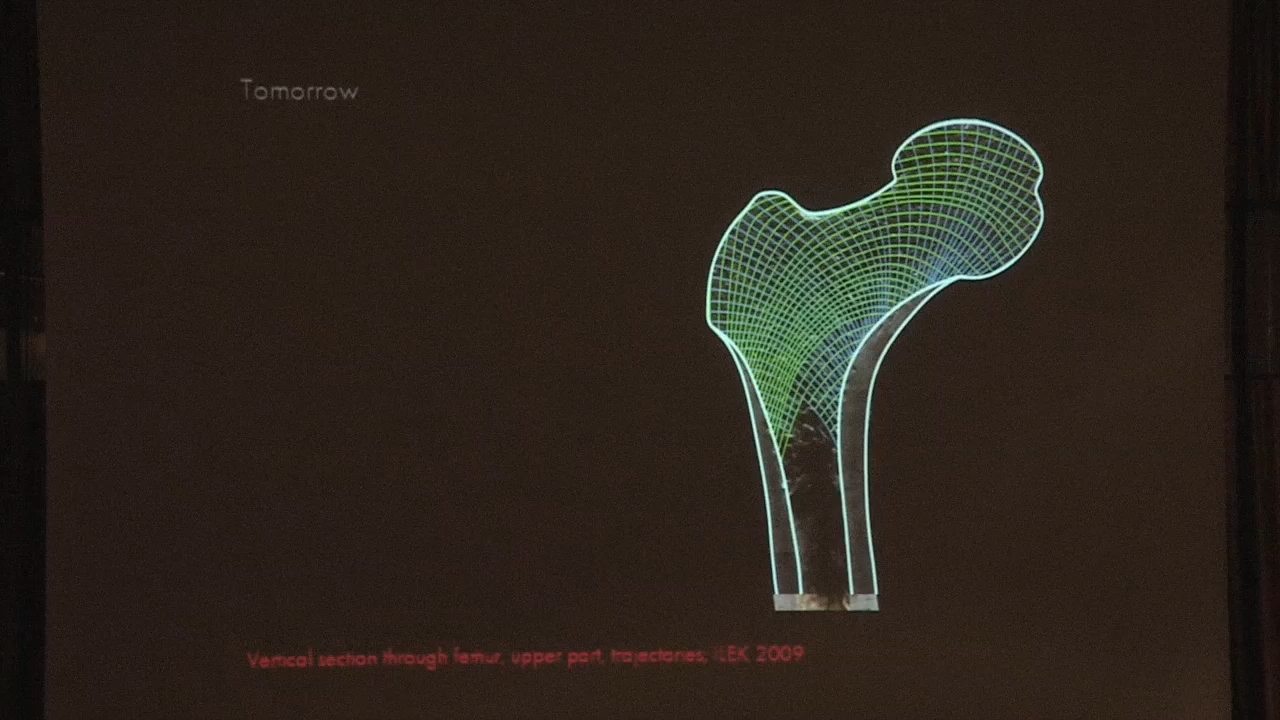 Tomorrow
Vertical section through femur, upper part, trajectories, ILEK 2009